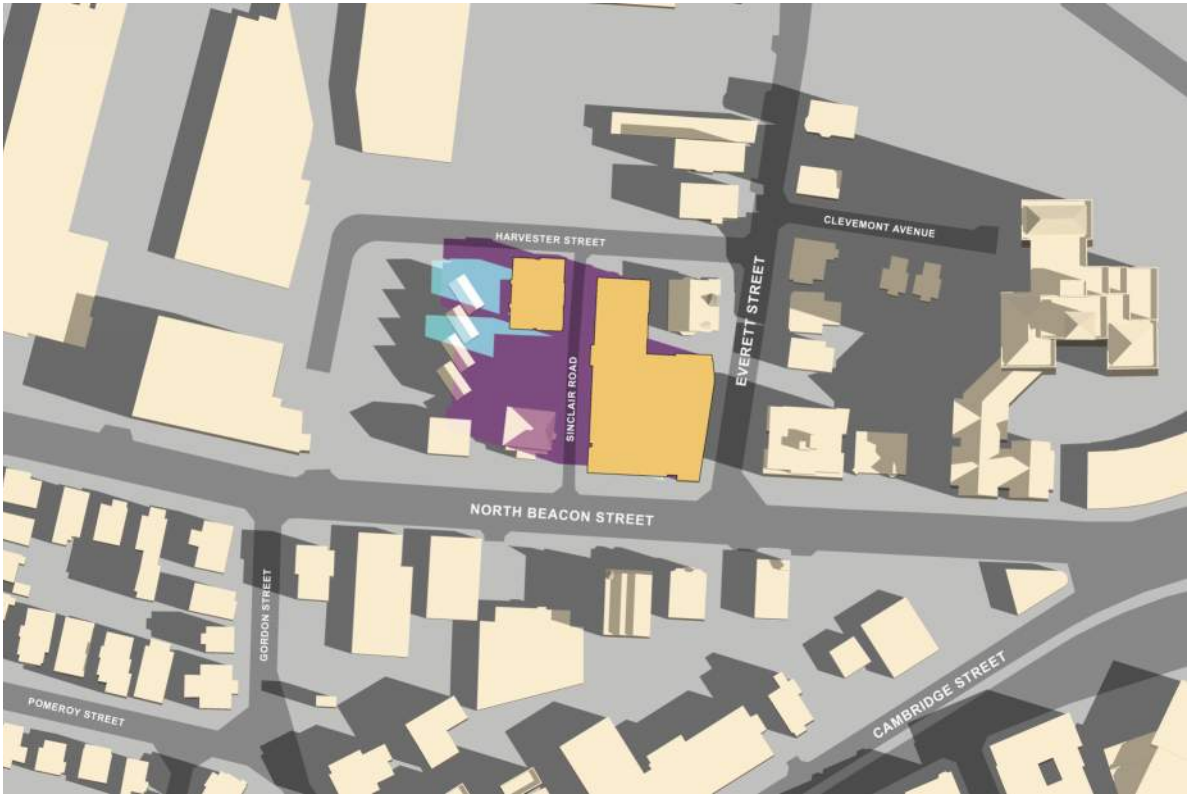 CLEVEMONT AVENUE
HARVESTER STREET
EVERETT STREET
SINCLAIR ROAD
NORTH BEACON STREET
GORDON STREET
CAMBRIDGE STREET
POMEROY STREET